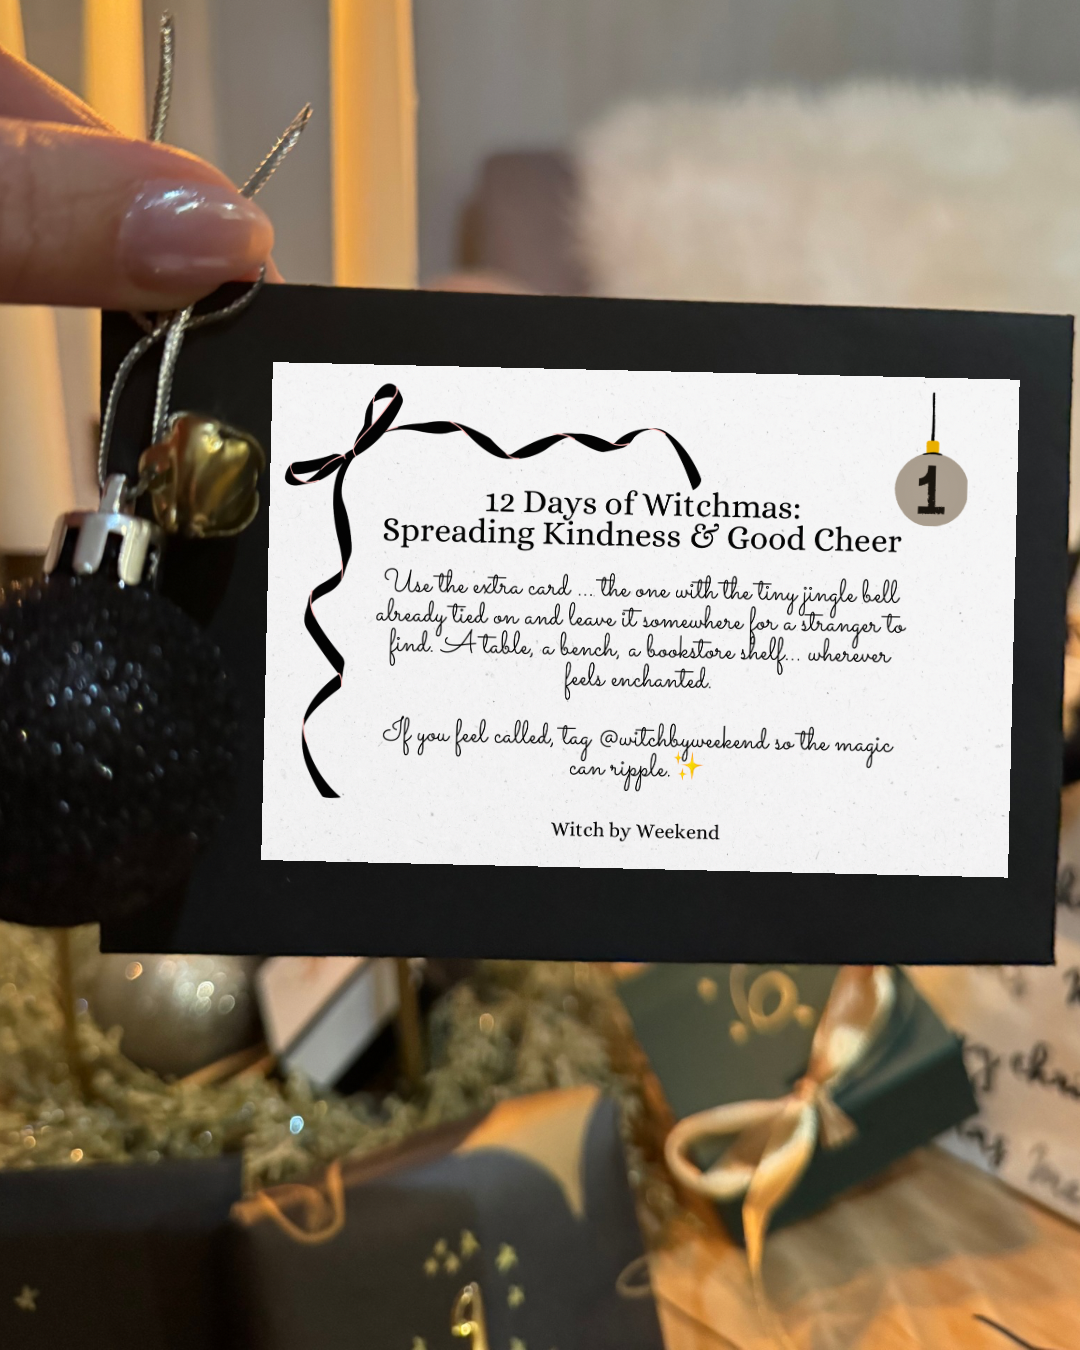 1
12 Days of Witchmas:
Spreading Kindness & Good Cheer
Use the extra card ... the one with the tiny jingle bell
already tied on and leave it somewhere for a stranger to
find. A table, a bench, a bookstore shelf... wherever
feels enchanted.
If you feel called, tag @witchbyweekend so the magic
can ripple.✨
Witch by Weekend
6